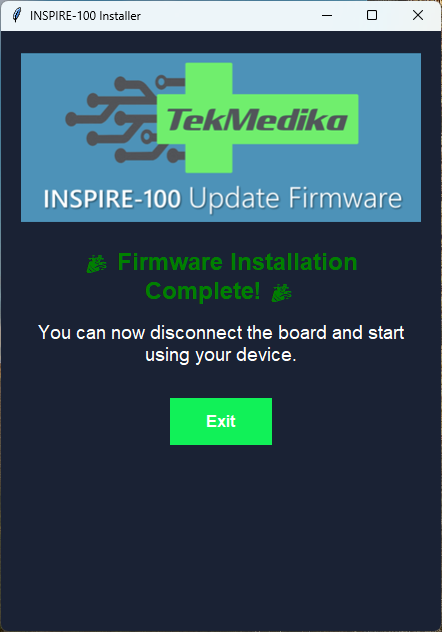 INSPIRE-100 Installer
TekMedika
INSPIRE-100 Update Firmware
🎉 Firmware Installation
Complete! 🎉
You can now disconnect the board and start
using your device.
Exit